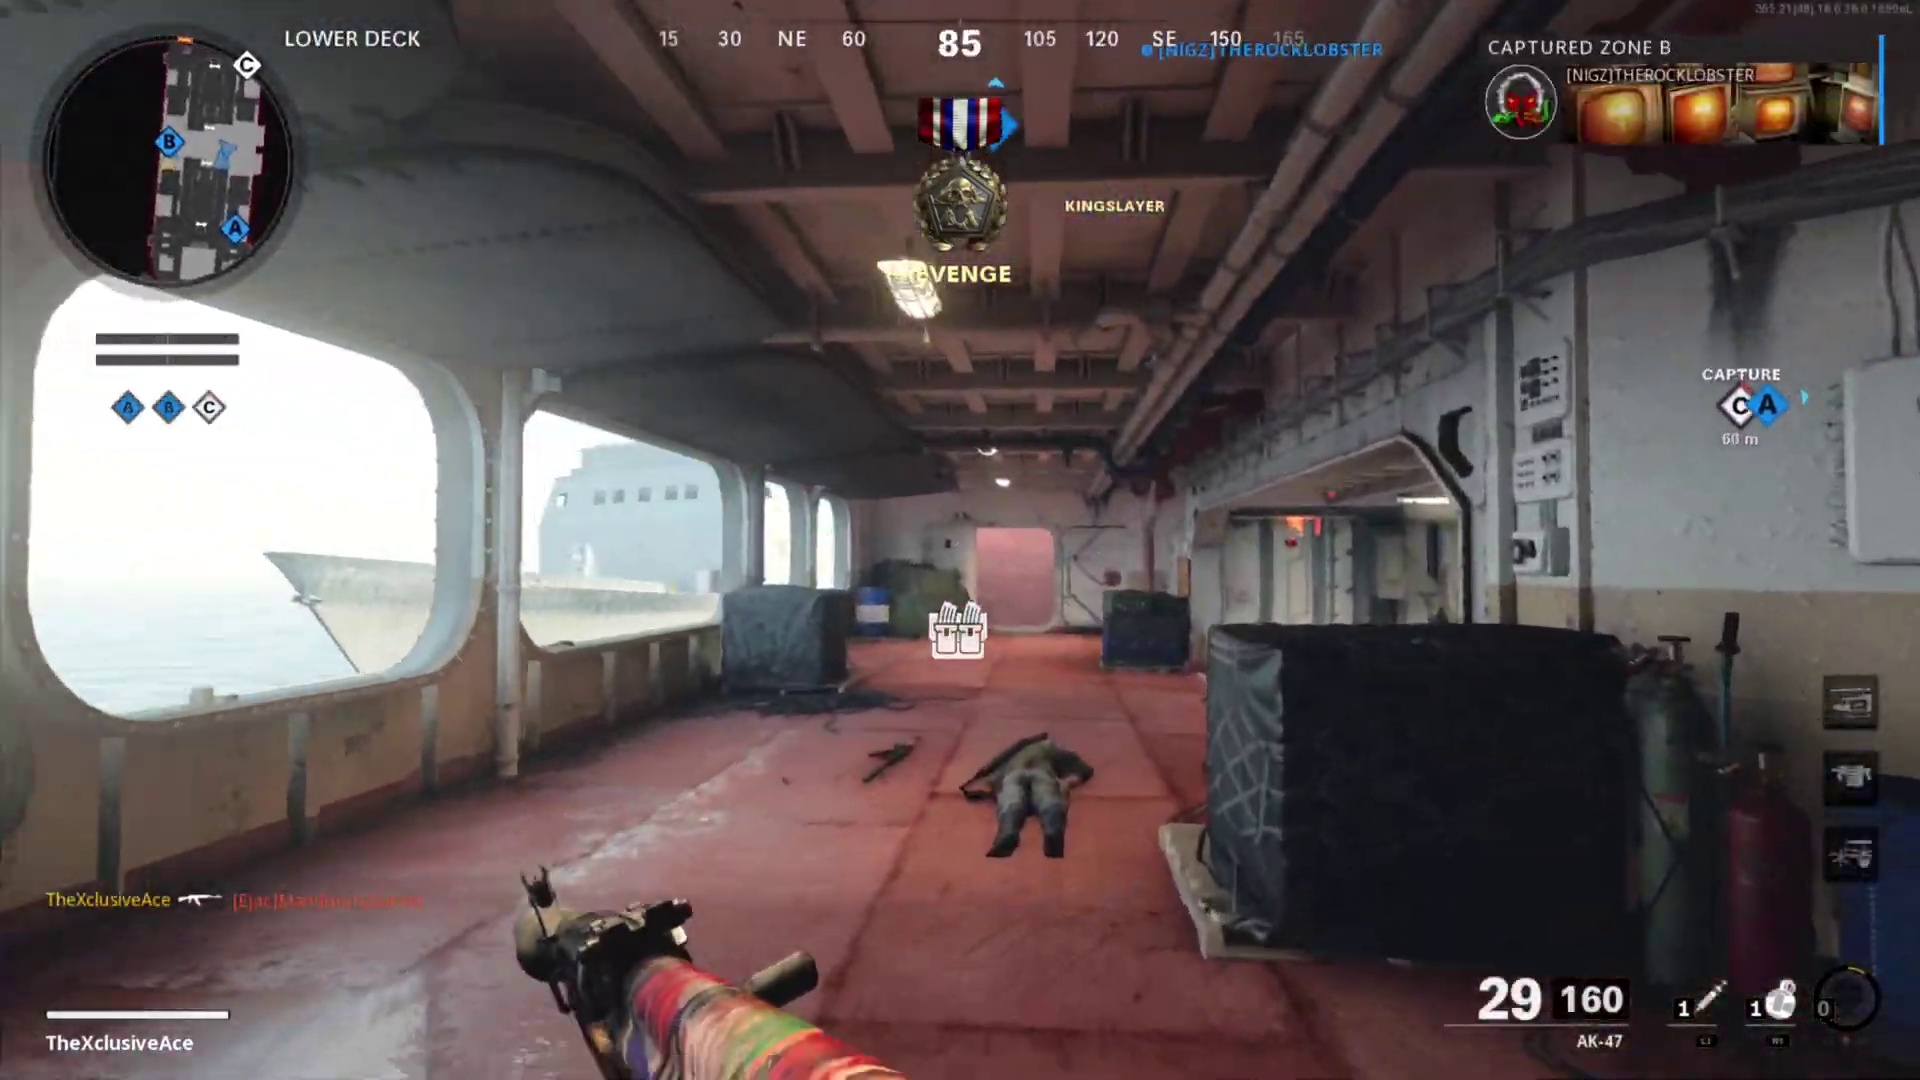 LOWER DECK
15 30 NE 60 85 105 120 SE 150 165
[NIGZ]THEROCKLOBSTER
CAPTURED ZONE B
[NIGZ]THEROCKLOBSTER
C
B
A
KINGSLAYER
EVENGE
A B C
CAPTURE
C A
60 m
TheXclusiveAce
29 160
1 1 0
AK-47
TheXclusiveAce